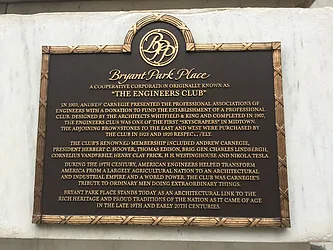 BPP
Bryant Park Place
A COOPERATIVE CORPORATION ORIGINALLY KNOWN AS
"THE ENGINEERS CLUB"
IN 1903, ANDREW CARNEGIE PRESENTED THE PROFESSIONAL ASSOCIATIONS OF
ENGINEERS WITH A DONATION TO FUND THE ESTABLISHMENT OF A PROFESSIONAL
CLUB. DESIGNED BY THE ARCHITECTS WHITFIELD & KING AND COMPLETED IN 1907,
THE ENGINEERS CLUB WAS ONE OF THE FIRST "SKYSCRAPERS" IN MIDTOWN.
THE ADJOINING BROWNSTONES TO THE EAST AND WEST WERE PURCHASED BY
THE CLUB IN 1923 AND 1920 RESPECTIVELY.
THE CLUB'S RENOWNED MEMBERSHIP INCLUDED ANDREW CARNEGIE,
PRESIDENT HERBERT C. HOOVER, THOMAS EDISON, BRIG. GEN. CHARLES LINDBERGH,
CORNELIUS VANDERBILT, HENRY CLAY FRICK, H.H. WESTINGHOUSE AND NIKOLA TESLA.
DURING THE 19TH CENTURY, AMERICAN ENGINEERS HELPED TRANSFORM
AMERICA FROM A LARGELY AGRICULTURAL NATION TO AN ARCHITECTURAL
AND INDUSTRIAL EMPIRE AND A WORLD POWER. THE CLUB WAS CARNEGIE'S
TRIBUTE TO ORDINARY MEN DOING EXTRAORDINARY THINGS.
BRYANT PARK PLACE STANDS TODAY AS AN ARCHITECTURAL LINK TO THE
RICH HERITAGE AND PROUD TRADITIONS OF THE NATION AS IT CAME OF AGE
IN THE LATE 19TH AND EARLY 20TH CENTURIES.